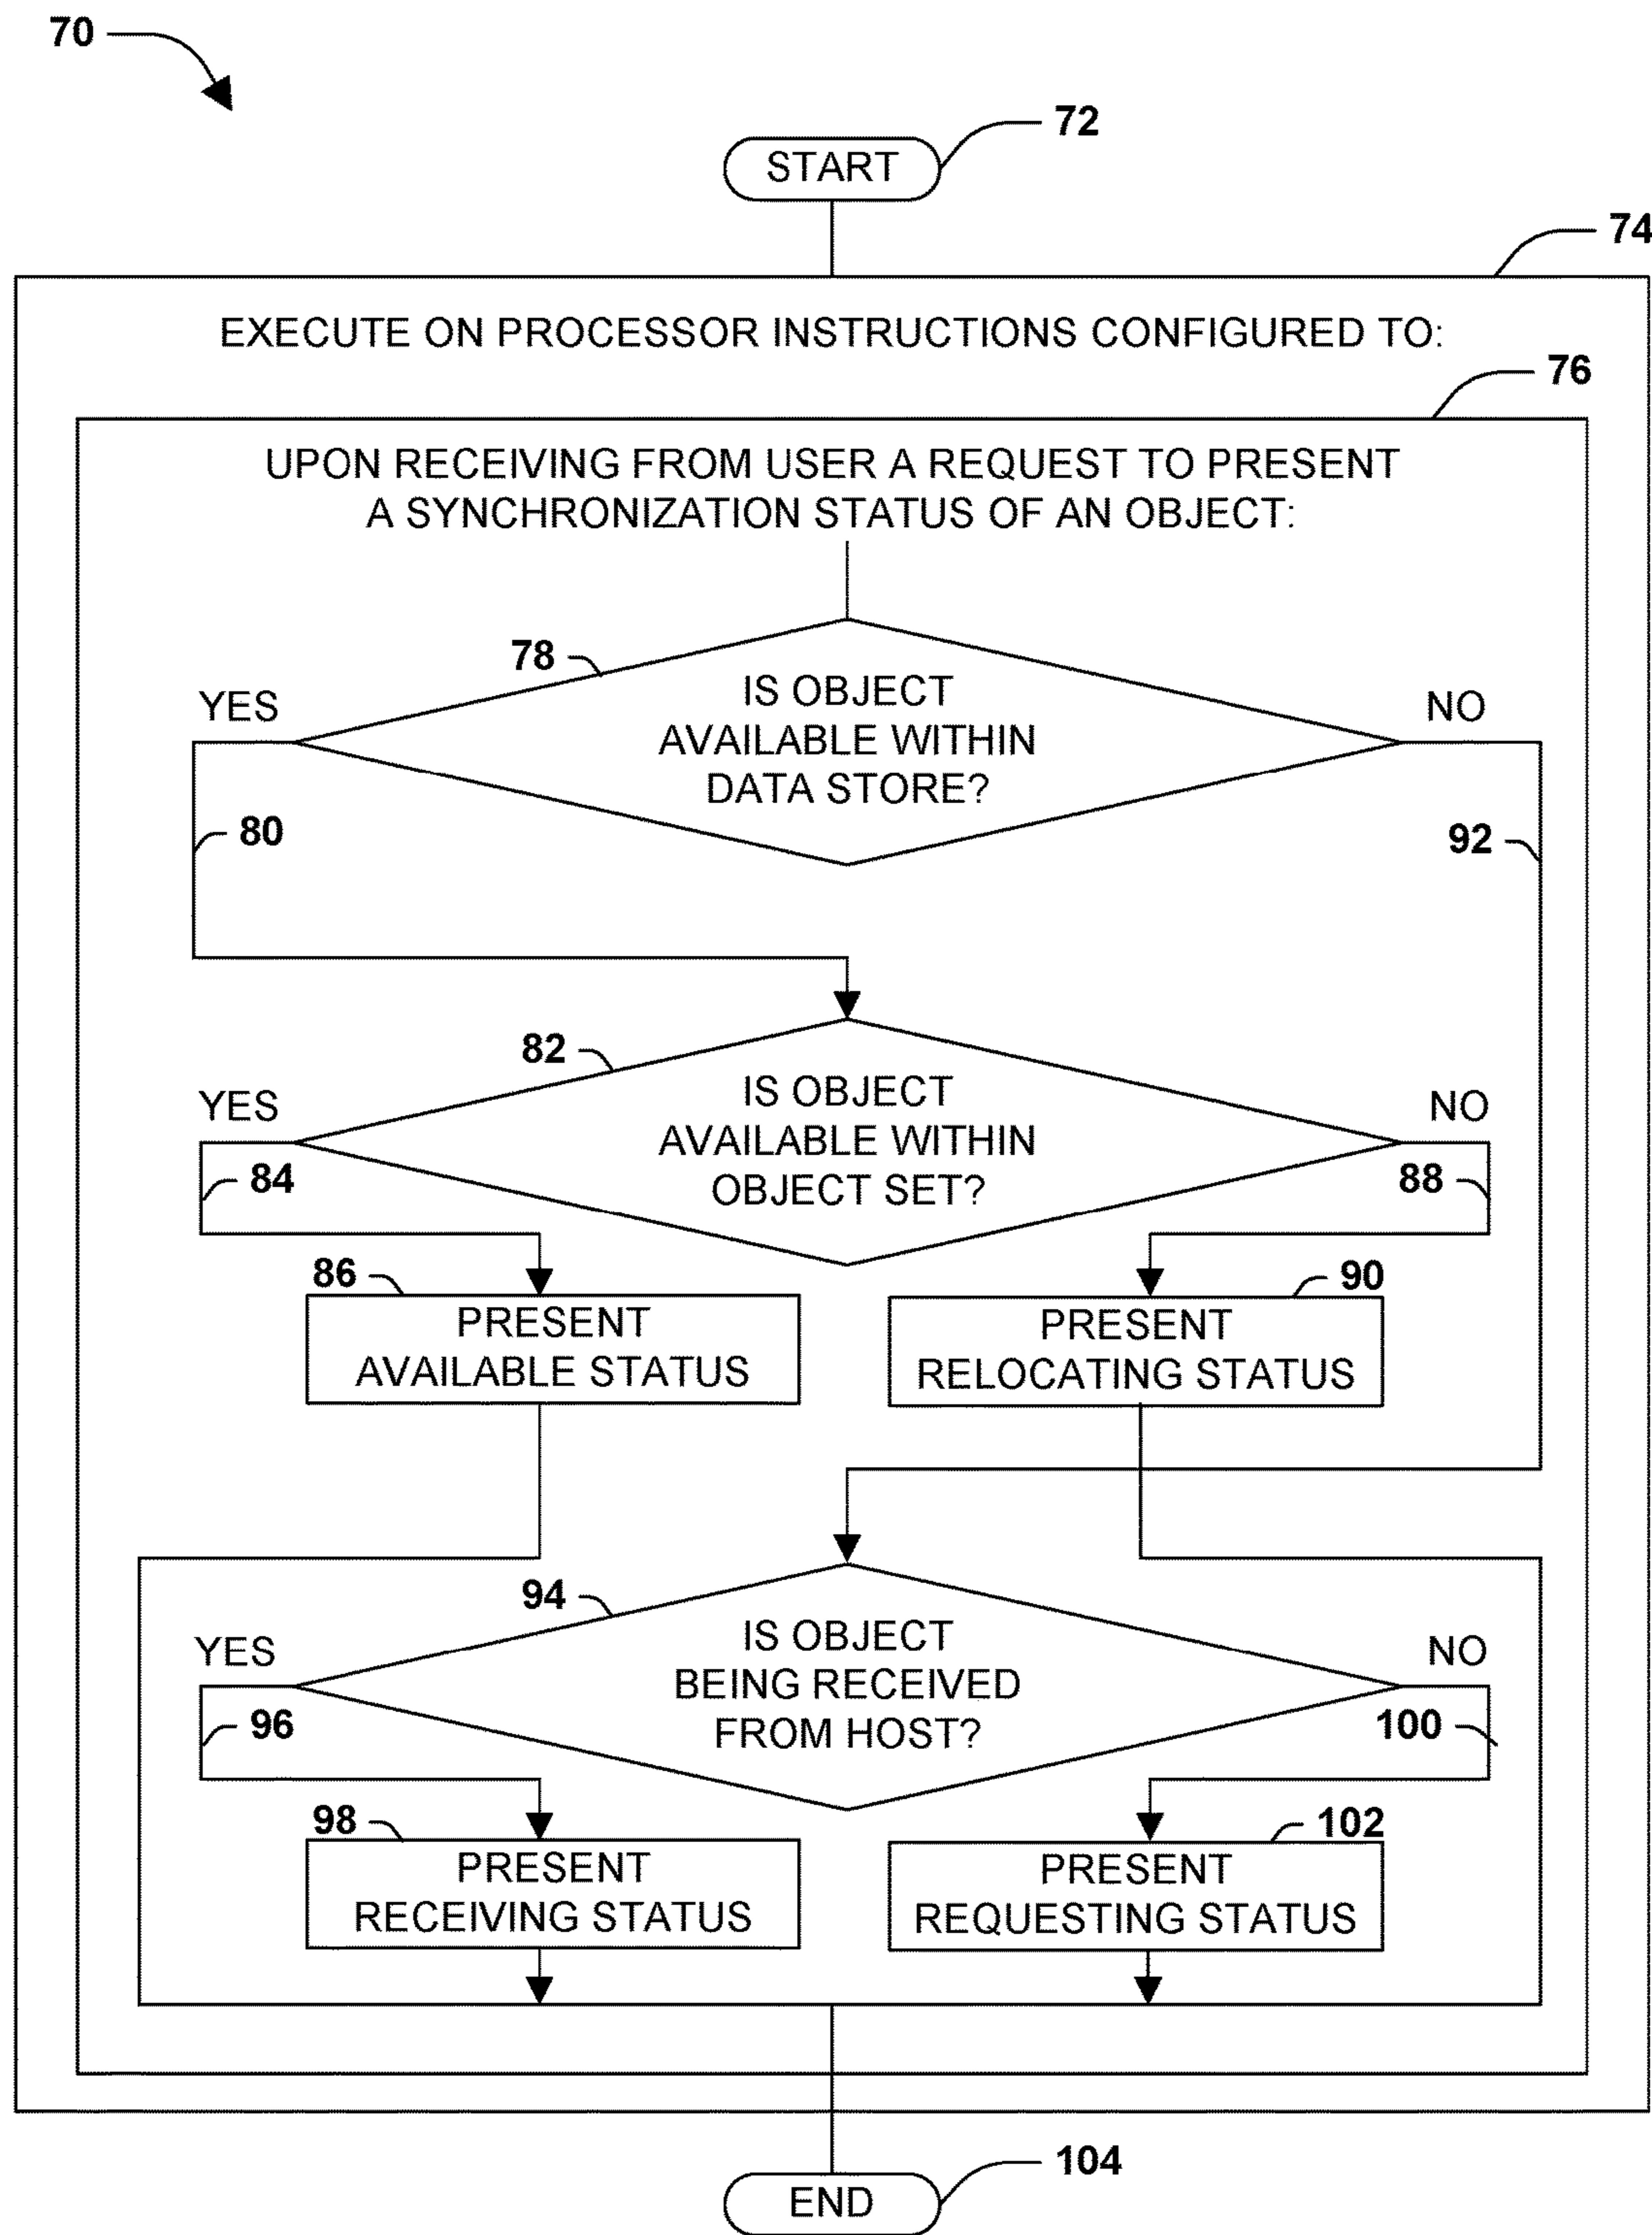 70
72
START
74
EXECUTE ON PROCESSOR INSTRUCTIONS CONFIGURED TO:
76
UPON RECEIVING FROM USER A REQUEST TO PRESENT
A SYNCHRONIZATION STATUS OF AN OBJECT:
78
YES
IS OBJECT
AVAILABLE WITHIN
DATA STORE?
NO
80
92
82
YES
IS OBJECT
AVAILABLE WITHIN
OBJECT SET?
NO
84
88
86
PRESENT
AVAILABLE STATUS
90
PRESENT
RELOCATING STATUS
94
YES
IS OBJECT
BEING RECEIVED
FROM HOST?
NO
96
100
98
PRESENT
RECEIVING STATUS
102
PRESENT
REQUESTING STATUS
104
END